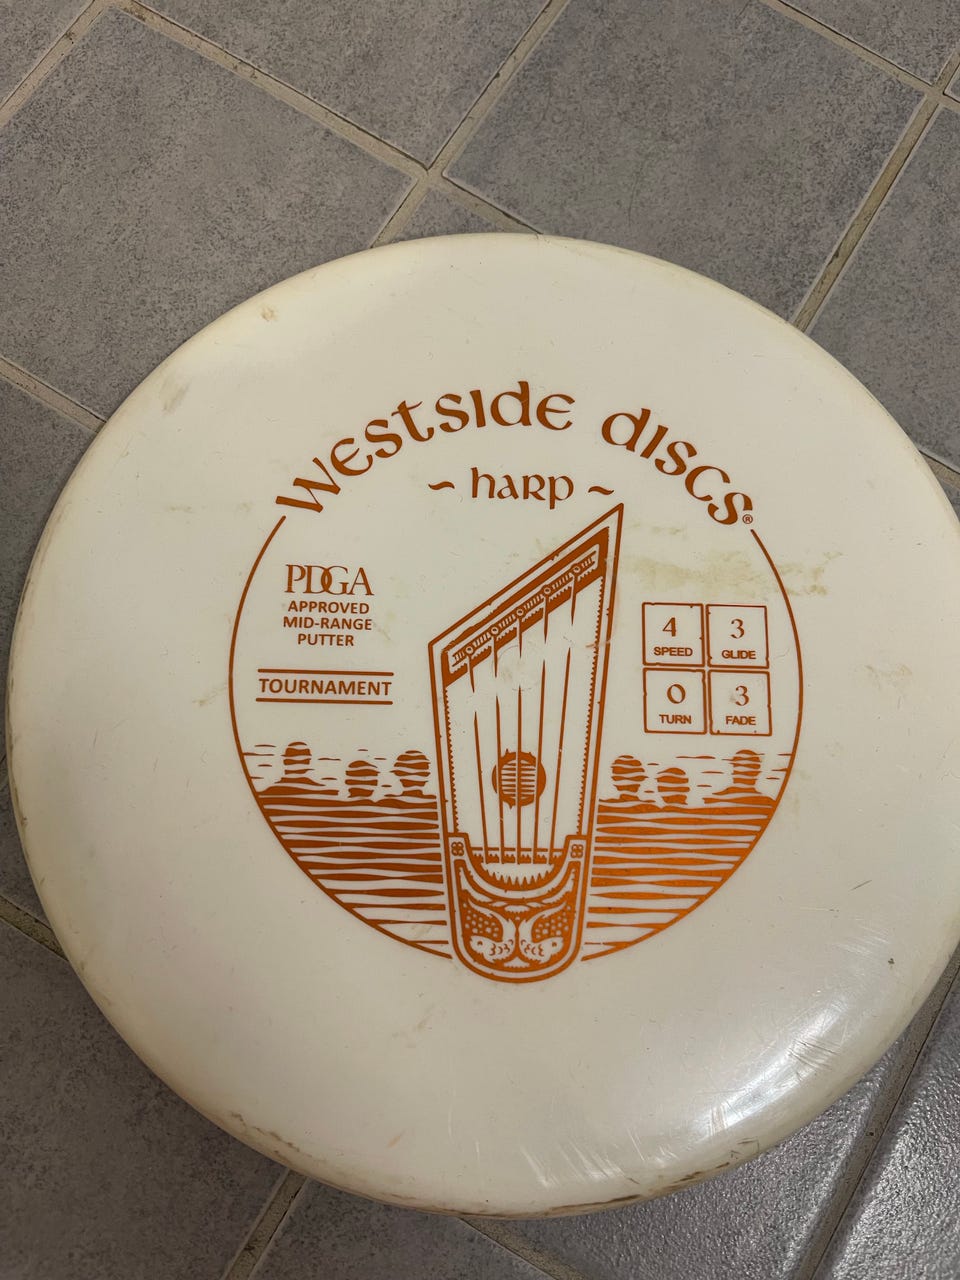 WESTSIDE DISCS®
~ HARP ~
PDGA
APPROVED
MID-RANGE
PUTTER
TOURNAMENT
4 3
SPEED GLIDE
0 3
TURN FADE